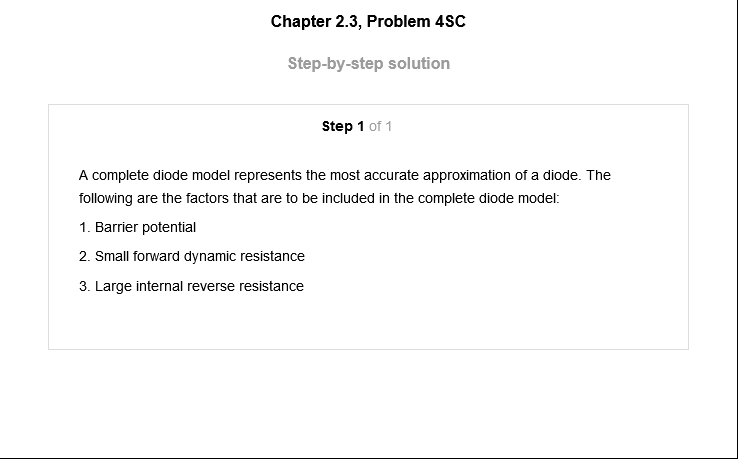 Chapter 2.3, Problem 4SC
Step-by-step solution
Step 1 of 1
A complete diode model represents the most accurate approximation of a diode. The
following are the factors that are to be included in the complete diode model:
1. Barrier potential
2. Small forward dynamic resistance
3. Large internal reverse resistance